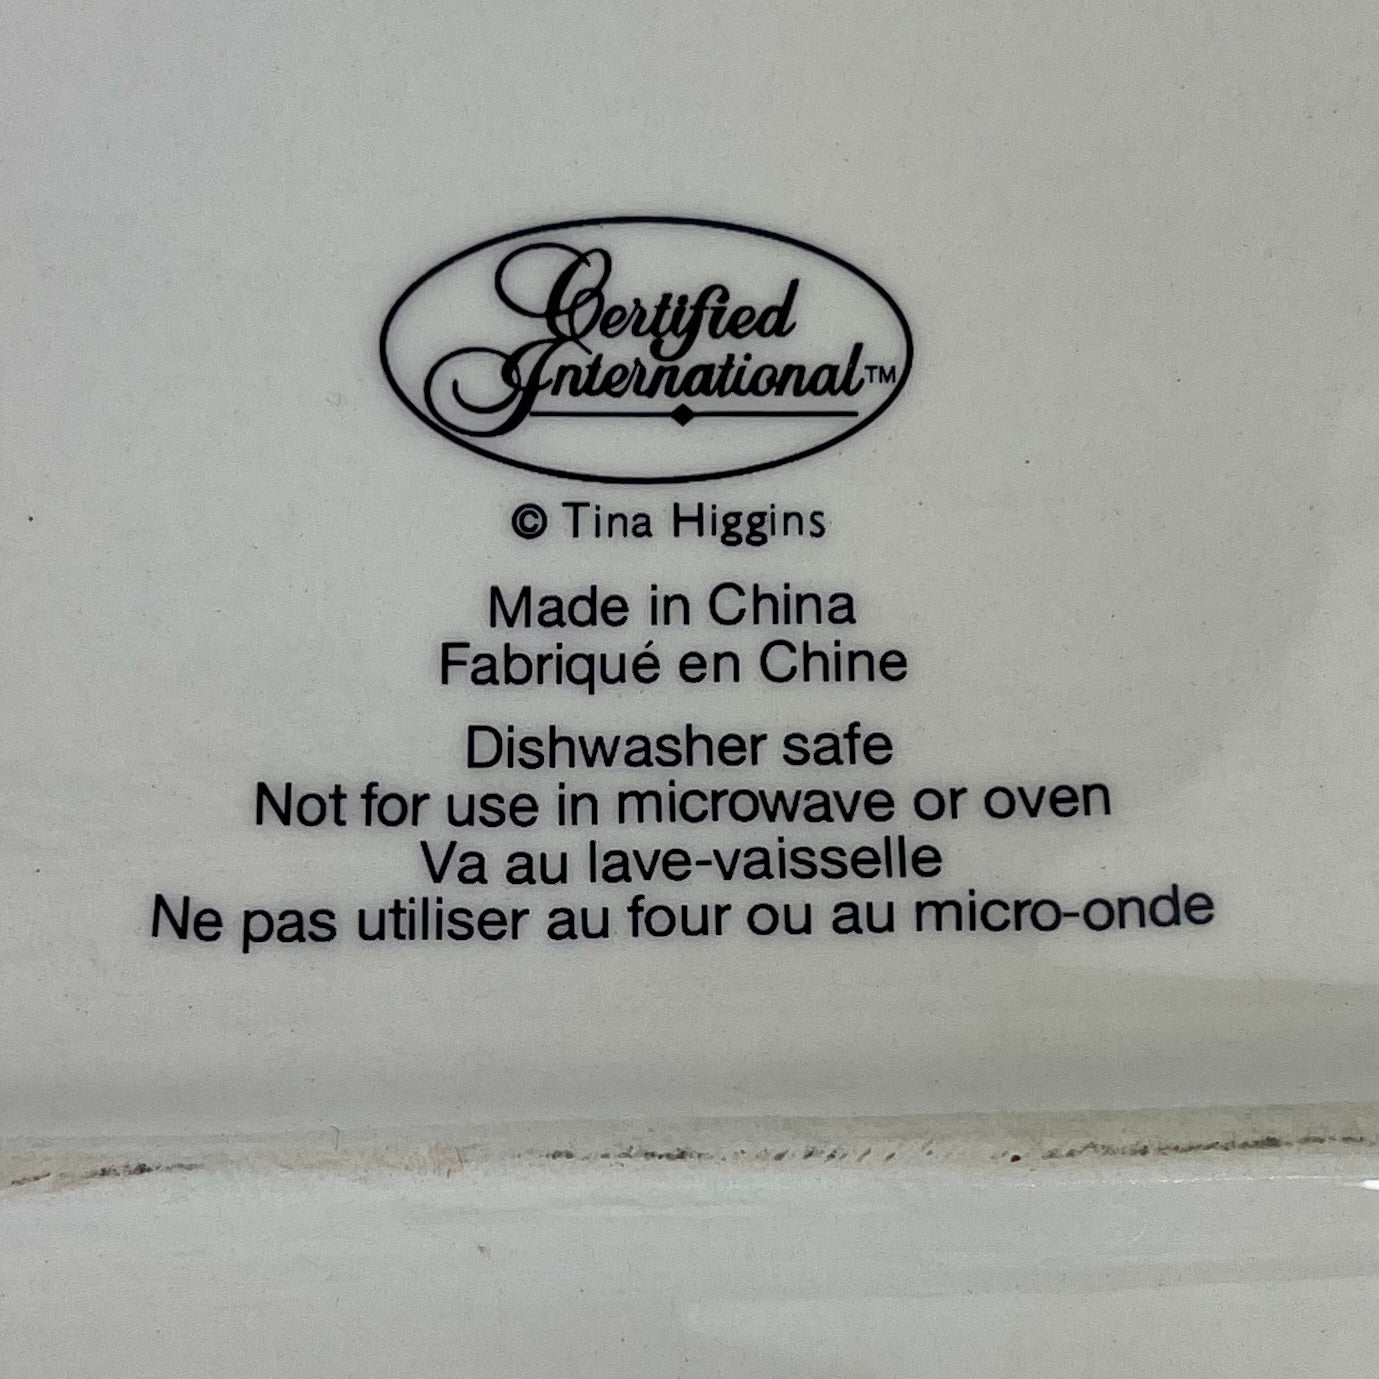 Certified
International™
© Tina Higgins
Made in China
Fabriqué en Chine
Dishwasher safe
Not for use in microwave or oven
Va au lave-vaisselle
Ne pas utiliser au four ou au micro-onde